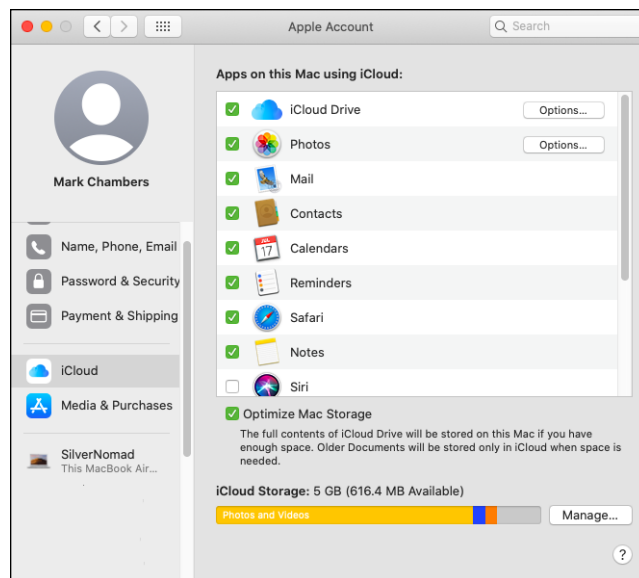 Apple Account
Search
Mark Chambers
Name, Phone, Email
Password & Security
Payment & Shipping
iCloud
Media & Purchases
SilverNomad
This MacBook Air...
Apps on this Mac using iCloud:
iCloud Drive
Options...
Photos
Options...
Mail
Contacts
JUL
17
Calendars
Reminders
Safari
Notes
Siri
Optimize Mac Storage
The full contents of iCloud Drive will be stored on this Mac if you have
enough space. Older Documents will be stored only in iCloud when space is
needed.
iCloud Storage: 5 GB (616.4 MB Available)
Photos and Videos
Manage...
?